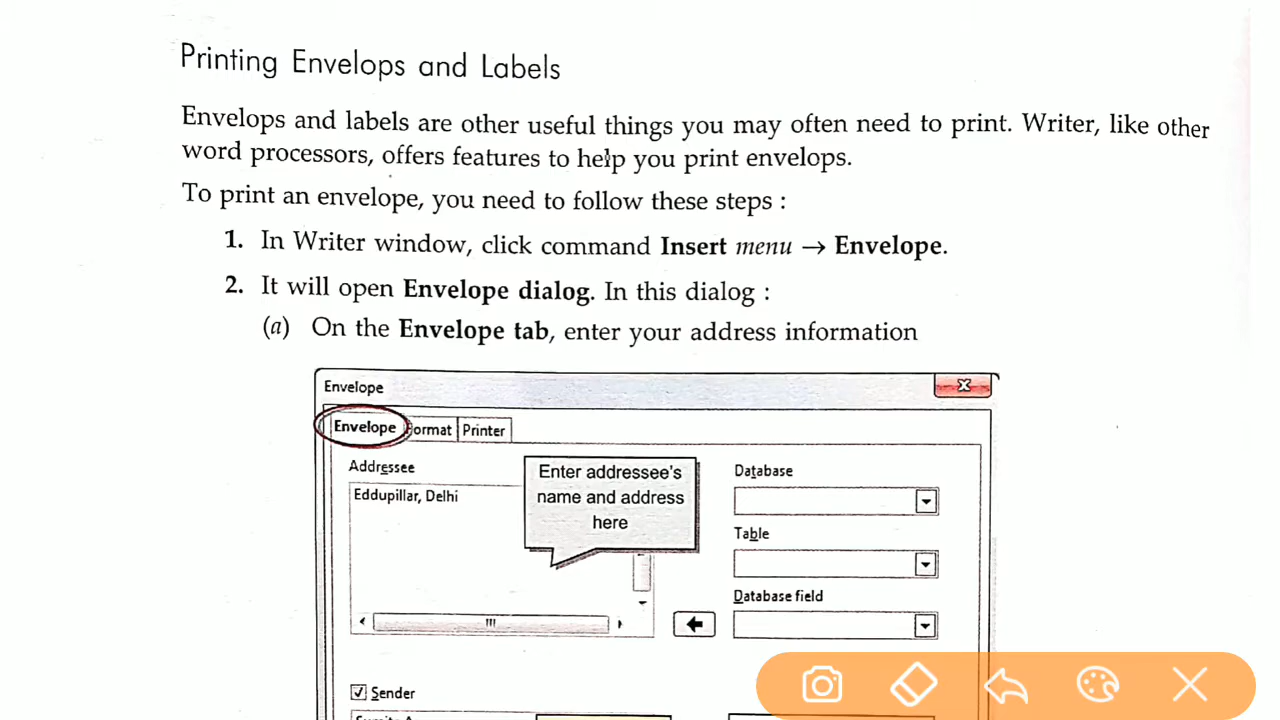 Printing Envelops and Labels
Envelops and labels are other useful things you may often need to print. Writer, like other
word processors, offers features to help you print envelops.
To print an envelope, you need to follow these steps :
1. In Writer window, click command Insert menu → Envelope.
2. It will open Envelope dialog. In this dialog :
(a) On the Envelope tab, enter your address information
Envelope
Envelope Format Printer
Addressee
Eddupillar, Delhi
Enter addressee's
name and address
here
Database
Table
Database field
Sender